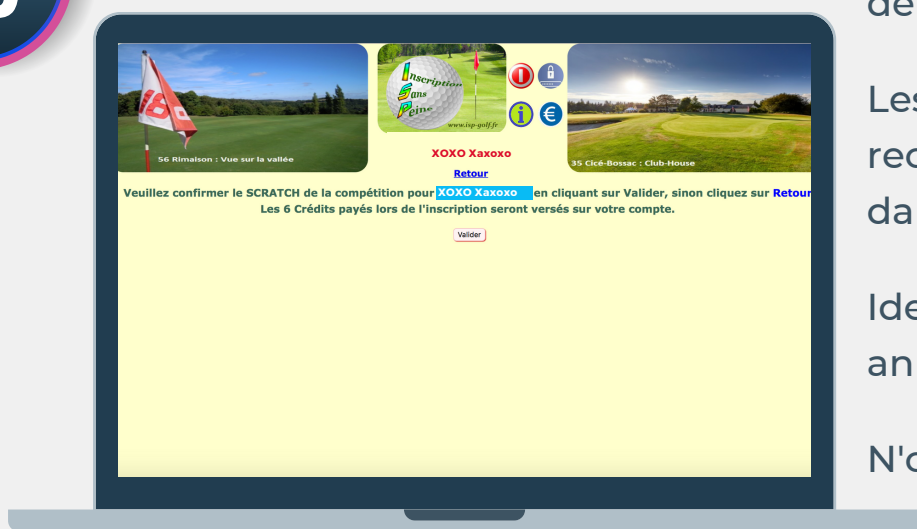 56 Rimaison : Vue sur la vallée
Inscription
Sans
Peine
www.isp-golf.fr
35 Cicé-Bossac : Club-House
XOXO Xaxoxo
Retour
Veuillez confirmer le SCRATCH de la compétition pour XOXO Xaxoxo en cliquant sur Valider, sinon cliquez sur Retour
Les 6 Crédits payés lors de l'inscription seront versés sur votre compte.
Valider
de
Les
da
an